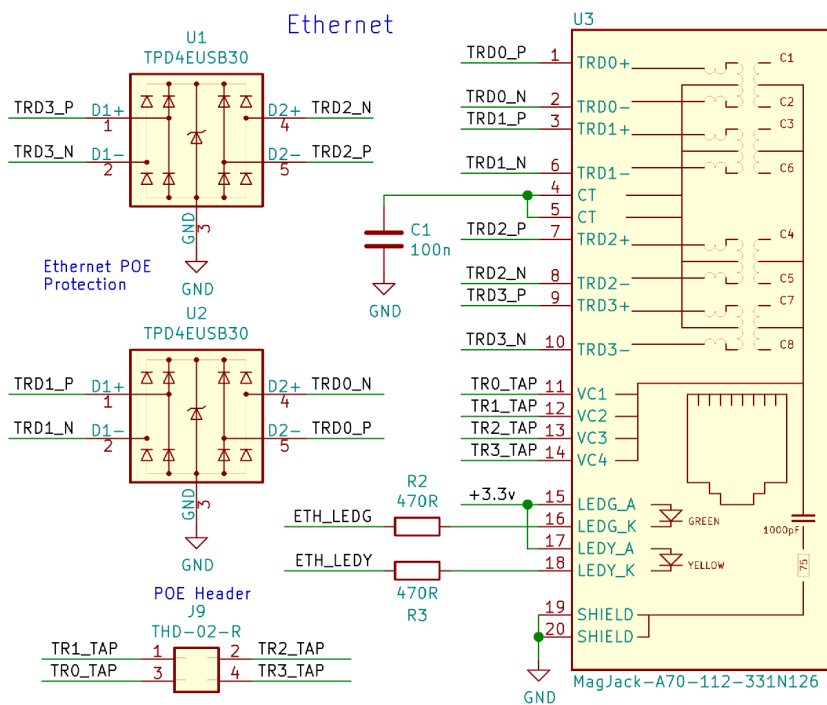 Ethernet
U1
TPD4EUSB30
TRD3_P
D1+
1
D2+
4
TRD2_N
TRD3_N
D1-
2
D2-
5
TRD2_P
GND
3
GND
Ethernet POE
Protection
U2
TPD4EUSB30
TRD1_P
D1+
1
D2+
4
TRD0_N
TRD1_N
D1-
2
D2-
5
TRD0_P
GND
3
GND
POE Header
J9
THD-02-R
TR1_TAP
1
2
TR2_TAP
TR0_TAP
3
4
TR3_TAP
C1
100n
GND
+3.3v
R2
470R
ETH_LEDG
ETH_LEDY
470R
R3
GND
U3
TRD0_P 1 TRD0+
TRD0_N 2 TRD0-
TRD1_P 3 TRD1+
TRD1_N 6 TRD1-
4 CT
5 CT
TRD2_P 7 TRD2+
TRD2_N 8 TRD2-
TRD3_P 9 TRD3+
TRD3_N 10 TRD3-
TR0_TAP 11 VC1
TR1_TAP 12 VC2
TR2_TAP 13 VC3
TR3_TAP 14 VC4
15 LEDG_A
16 LEDG_K
17 LEDY_A
18 LEDY_K
19 SHIELD
20 SHIELD
C1
C2
C3
C6
C4
C5
C7
C8
GREEN
YELLOW
1000pF
75
MagJack-A70-112-331N126